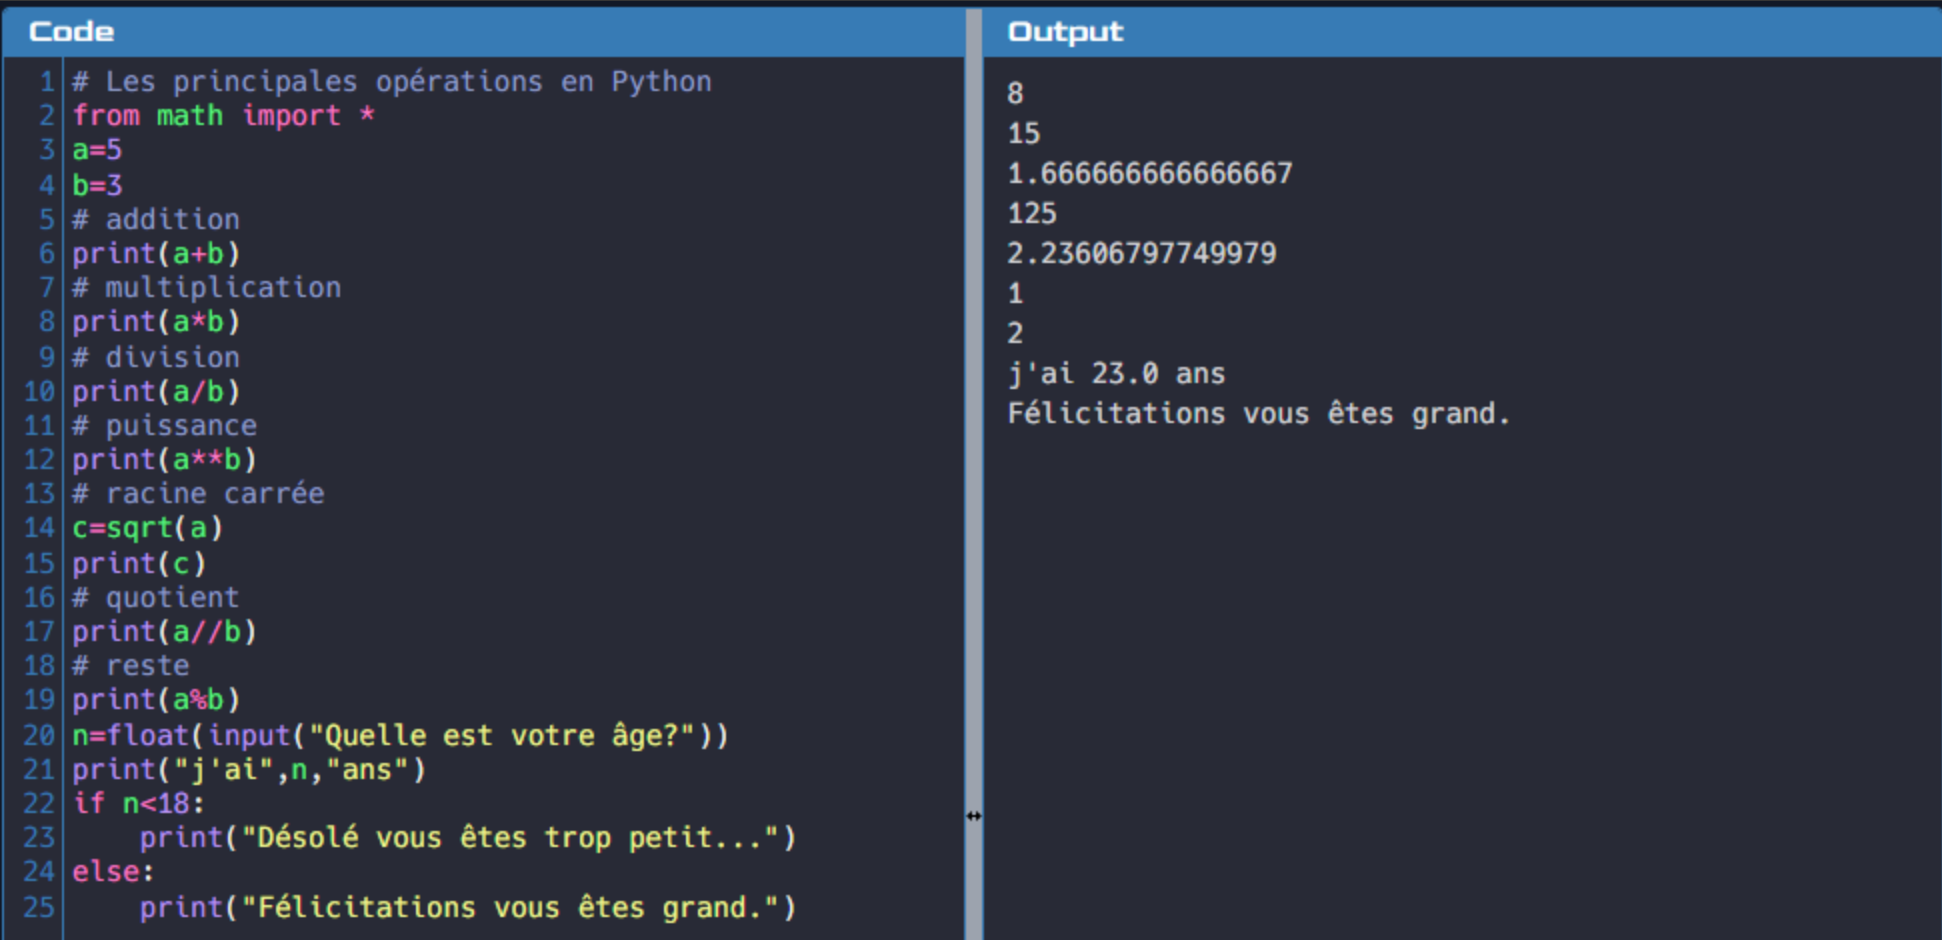 Code
1 # Les principales opérations en Python
2 from math import *
3 a=5
4 b=3
5 # addition
6 print(a+b)
7 # multiplication
8 print(a*b)
9 # division
10 print(a/b)
11 # puissance
12 print(a**b)
13 # racine carrée
14 c=sqrt(a)
15 print(c)
16 # quotient
17 print(a//b)
18 # reste
19 print(a%b)
20 n=float(input("Quelle est votre âge?"))
21 print("j'ai",n,"ans")
22 if n<18:
23     print("Désolé vous êtes trop petit...")
24 else:
25     print("Félicitations vous êtes grand.")
Output
8
15
1.666666666666667
125
2.23606797749979
1
2
j'ai 23.0 ans
Félicitations vous êtes grand.